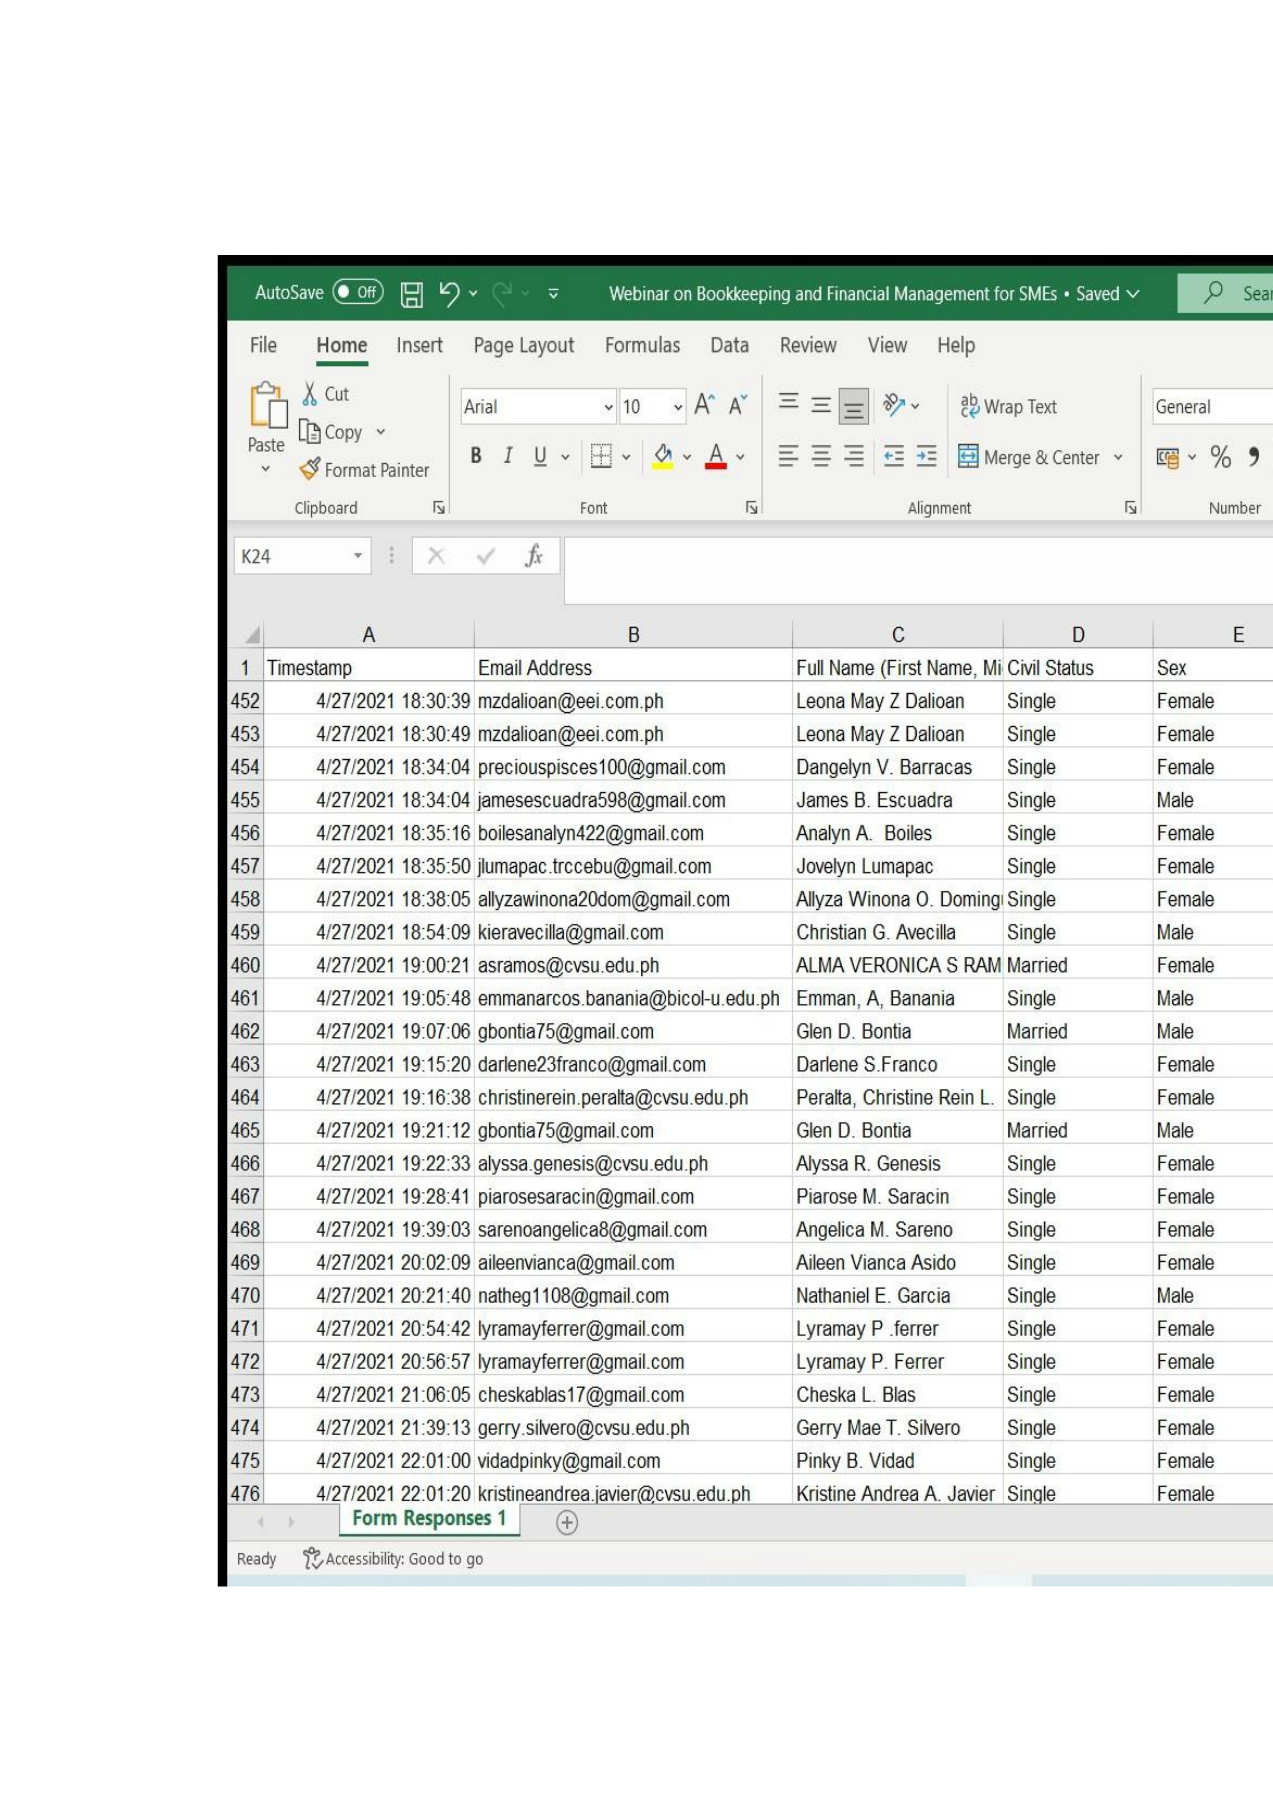 AutoSave Off Webinar on Bookkeeping and Financial Management for SMEs • Saved
File Home Insert Page Layout Formulas Data Review View Help
Cut
Copy
Paste
Format Painter
Arial 10
B I U
Wrap Text
Merge & Center
General
%
Clipboard Font Alignment Number
K24 fx
A B C D E
1 Timestamp Email Address Full Name (First Name, Mi Civil Status Sex
452 4/27/2021 18:30:39 mzdalioan@eei.com.ph Leona May Z Dalioan Single Female
453 4/27/2021 18:30:49 mzdalioan@eei.com.ph Leona May Z Dalioan Single Female
454 4/27/2021 18:34:04 preciouspisces100@gmail.com Dangelyn V. Barracas Single Female
455 4/27/2021 18:34:04 jamesescuadra598@gmail.com James B. Escuadra Single Male
456 4/27/2021 18:35:16 boilesanalyn422@gmail.com Analyn A.  Boiles Single Female
457 4/27/2021 18:35:50 jlumapac.trccebu@gmail.com Jovelyn Lumapac Single Female
458 4/27/2021 18:38:05 allyzawinona20dom@gmail.com Allyza Winona O. Doming Single Female
459 4/27/2021 18:54:09 kieravecilla@gmail.com Christian G. Avecilla Single Male
460 4/27/2021 19:00:21 asramos@cvsu.edu.ph ALMA VERONICA S RAM Married Female
461 4/27/2021 19:05:48 emmanarcos.banania@bicol-u.edu.ph Emman, A, Banania Single Male
462 4/27/2021 19:07:06 gbontia75@gmail.com Glen D. Bontia Married Male
463 4/27/2021 19:15:20 darlene23franco@gmail.com Darlene S.Franco Single Female
464 4/27/2021 19:16:38 christinerein.peralta@cvsu.edu.ph Peralta, Christine Rein L. Single Female
465 4/27/2021 19:21:12 gbontia75@gmail.com Glen D. Bontia Married Male
466 4/27/2021 19:22:33 alyssa.genesis@cvsu.edu.ph Alyssa R. Genesis Single Female
467 4/27/2021 19:28:41 piarosesaracin@gmail.com Piarose M. Saracin Single Female
468 4/27/2021 19:39:03 sarenoangelica8@gmail.com Angelica M. Sareno Single Female
469 4/27/2021 20:02:09 aileenvianca@gmail.com Aileen Vianca Asido Single Female
470 4/27/2021 20:21:40 natheg1108@gmail.com Nathaniel E. Garcia Single Male
471 4/27/2021 20:54:42 lyramayferrer@gmail.com Lyramay P .ferrer Single Female
472 4/27/2021 20:56:57 lyramayferrer@gmail.com Lyramay P. Ferrer Single Female
473 4/27/2021 21:06:05 cheskablas17@gmail.com Cheska L. Blas Single Female
474 4/27/2021 21:39:13 gerry.silvero@cvsu.edu.ph Gerry Mae T. Silvero Single Female
475 4/27/2021 22:01:00 vidadpinky@gmail.com Pinky B. Vidad Single Female
476 4/27/2021 22:01:20 kristineandrea.javier@cvsu.edu.ph Kristine Andrea A. Javier Single Female
Form Responses 1
Ready Accessibility: Good to go